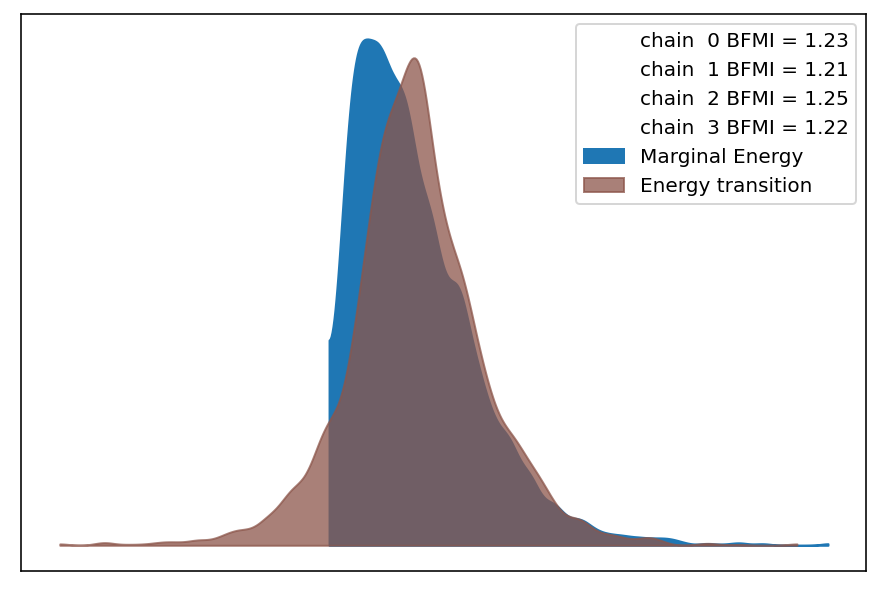 chain  0 BFMI = 1.23
chain  1 BFMI = 1.21
chain  2 BFMI = 1.25
chain  3 BFMI = 1.22
Marginal Energy
Energy transition